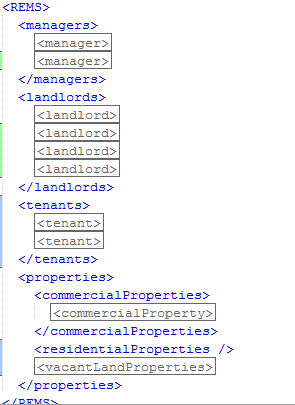 <REMS>
<managers>
<manager>
<manager>
</managers>
<landlords>
<landlord>
<landlord>
<landlord>
<landlord>
</landlords>
<tenants>
<tenant>
<tenant>
</tenants>
<properties>
<commercialProperties>
<commercialProperty>
</commercialProperties>
<residentialProperties />
<vacantLandProperties>
</properties>
</REMS>